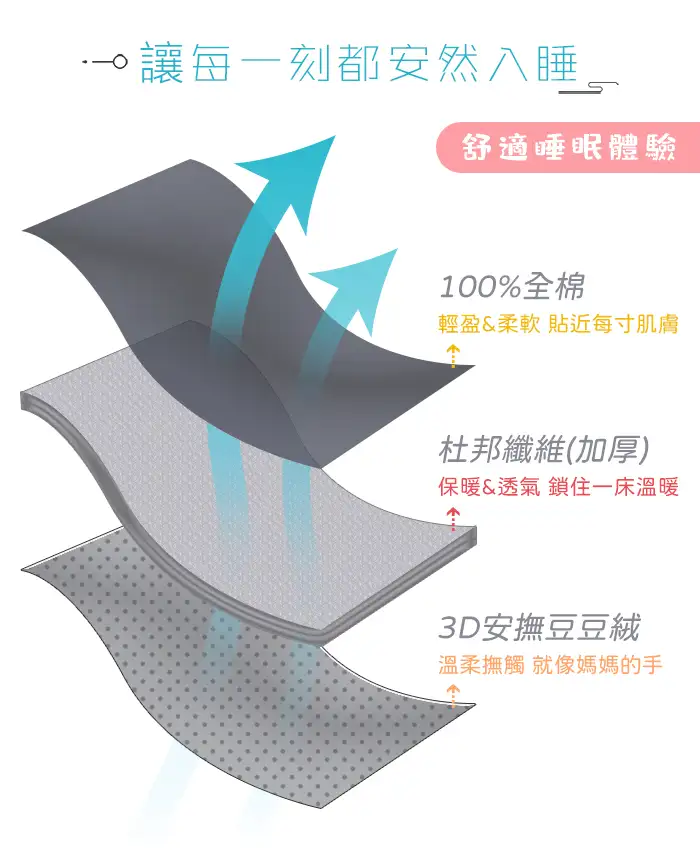 讓每一刻都安然入睡
舒適睡眠體驗
100%全棉
輕盈&柔軟 貼近每寸肌膚
杜邦纖維(加厚)
保暖&透氣 鎖住一床溫暖
3D安撫豆豆絨
溫柔撫觸 就像媽媽的手